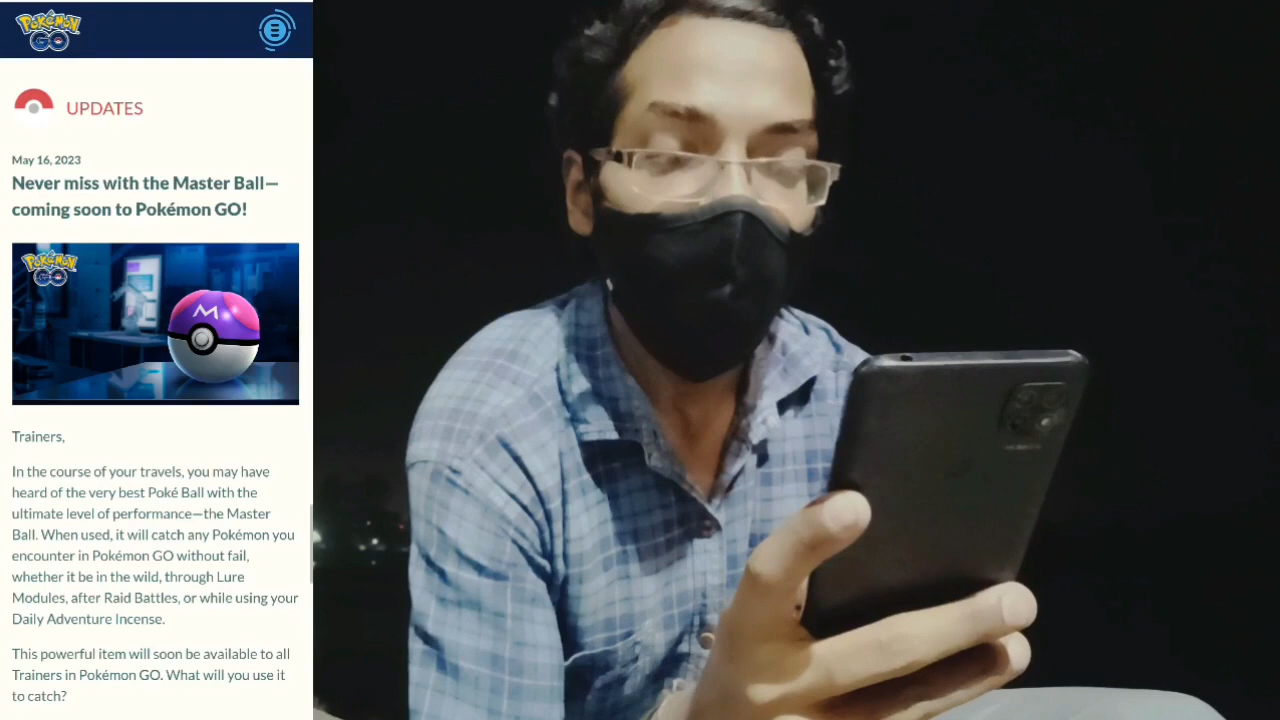 Pokémon
GO
UPDATES
May 16, 2023
Never miss with the Master Ball—
coming soon to Pokémon GO!
Pokémon
GO
M
Trainers,
In the course of your travels, you may have
heard of the very best Poké Ball with the
ultimate level of performance—the Master
Ball. When used, it will catch any Pokémon you
encounter in Pokémon GO without fail,
whether it be in the wild, through Lure
Modules, after Raid Battles, or while using your
Daily Adventure Incense.
This powerful item will soon be available to all
Trainers in Pokémon GO. What will you use it
to catch?